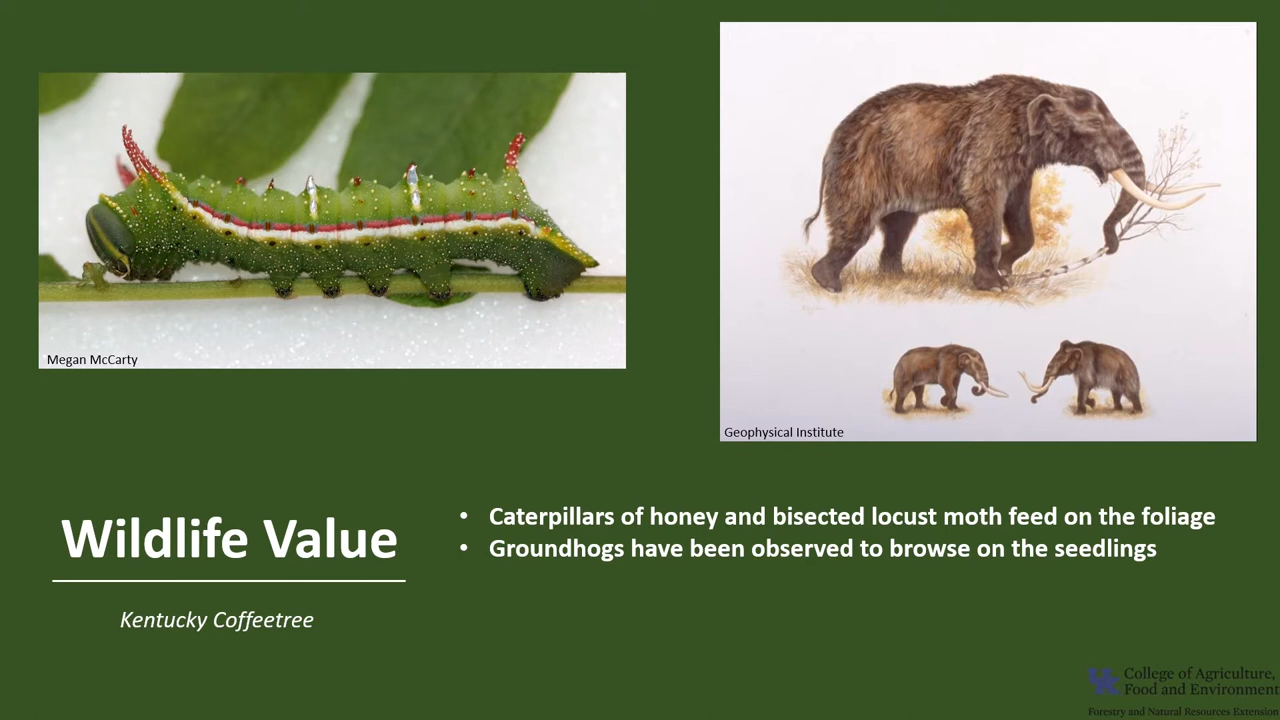 Megan McCarty
Geophysical Institute
Wildlife Value
Kentucky Coffeetree
• Caterpillars of honey and bisected locust moth feed on the foliage
• Groundhogs have been observed to browse on the seedlings
UK College of Agriculture,
Food and Environment
Forestry and Natural Resources Extension